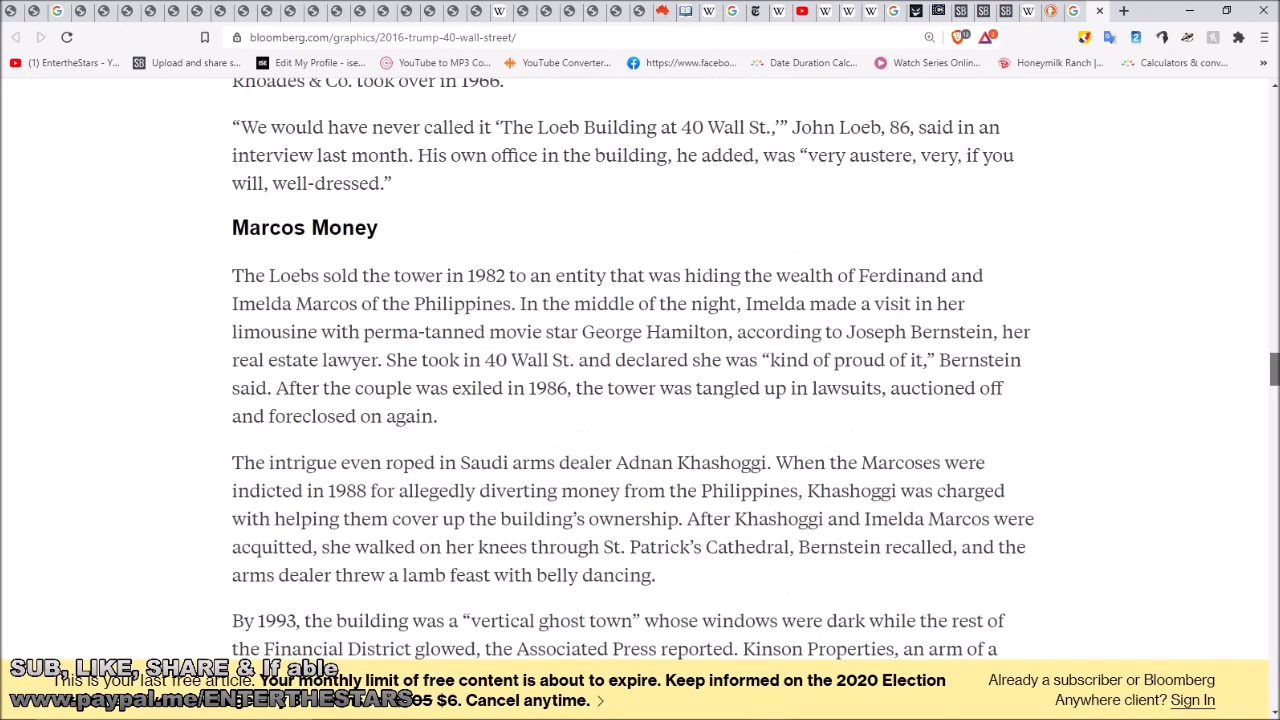 bloomberg.com/graphics/2016-trump-40-wall-street/
(1) EntertheStars - Y...
Upload and share s...
Edit My Profile - ise...
YouTube to MP3 Co...
YouTube Converter...
https://www.facebo...
Date Duration Calc...
Watch Series Onlin...
Honeymilk Ranch |...
Calculators & conv...
Rhoades & Co. took over in 1966.
“We would have never called it ‘The Loeb Building at 40 Wall St.,’” John Loeb, 86, said in an
interview last month. His own office in the building, he added, was “very austere, very, if you
will, well-dressed.”
Marcos Money
The Loebs sold the tower in 1982 to an entity that was hiding the wealth of Ferdinand and
Imelda Marcos of the Philippines. In the middle of the night, Imelda made a visit in her
limousine with perma-tanned movie star George Hamilton, according to Joseph Bernstein, her
real estate lawyer. She took in 40 Wall St. and declared she was “kind of proud of it,” Bernstein
said. After the couple was exiled in 1986, the tower was tangled up in lawsuits, auctioned off
and foreclosed on again.
The intrigue even roped in Saudi arms dealer Adnan Khashoggi. When the Marcoses were
indicted in 1988 for allegedly diverting money from the Philippines, Khashoggi was charged
with helping them cover up the building’s ownership. After Khashoggi and Imelda Marcos were
acquitted, she walked on her knees through St. Patrick’s Cathedral, Bernstein recalled, and the
arms dealer threw a lamb feast with belly dancing.
By 1993, the building was a “vertical ghost town” whose windows were dark while the rest of
the Financial District glowed, the Associated Press reported. Kinson Properties, an arm of a
SUB, LIKE, SHARE & If able
www.paypal.me/ENTERTHESTARS
This is your last free article. Your monthly limit of free content is about to expire. Keep informed on the 2020 Election
$6. Cancel anytime.
Already a subscriber or Bloomberg
Anywhere client? Sign In